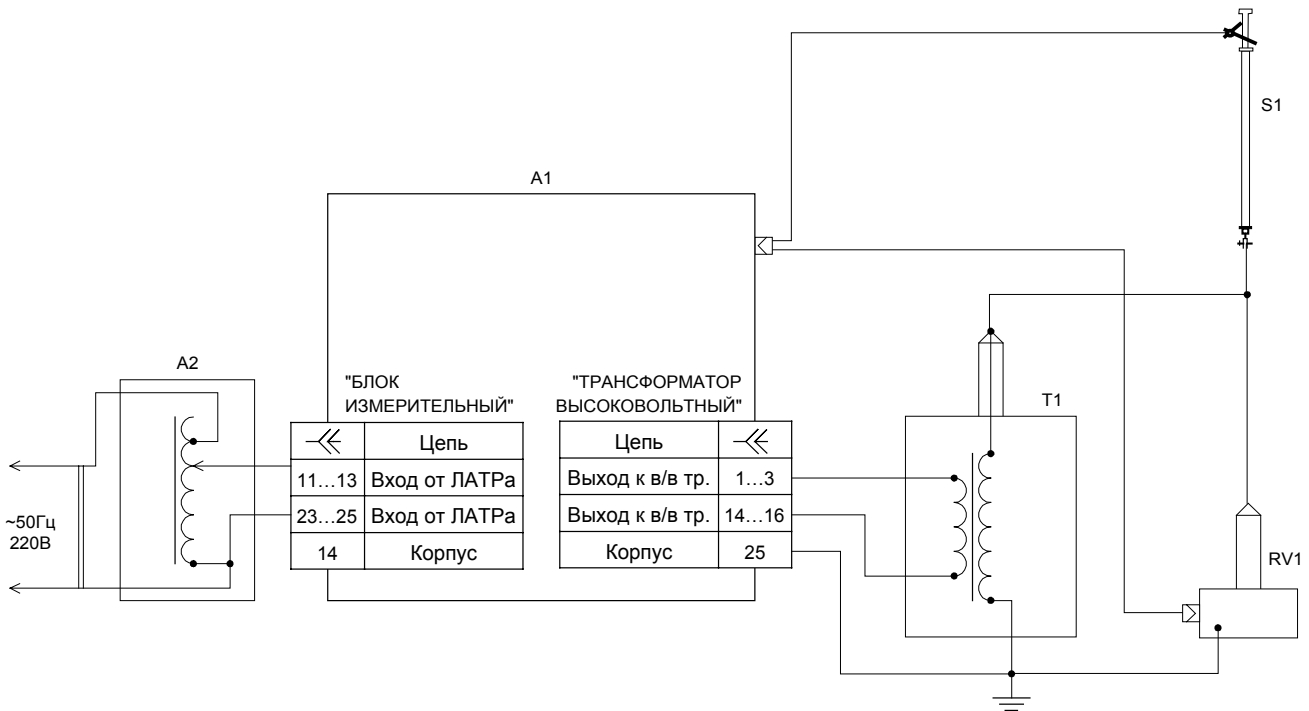 S1
A1
A2
"БЛОК
ИЗМЕРИТЕЛЬНЫЙ"
"ТРАНСФОРМАТОР
ВЫСОКОВОЛЬТНЫЙ"
T1
Цепь
11...13 Вход от ЛАТРа
23...25 Вход от ЛАТРа
14 Корпус
Цепь
Выход к в/в тр. 1...3
Выход к в/в тр. 14...16
Корпус 25
~50Гц
220В
RV1